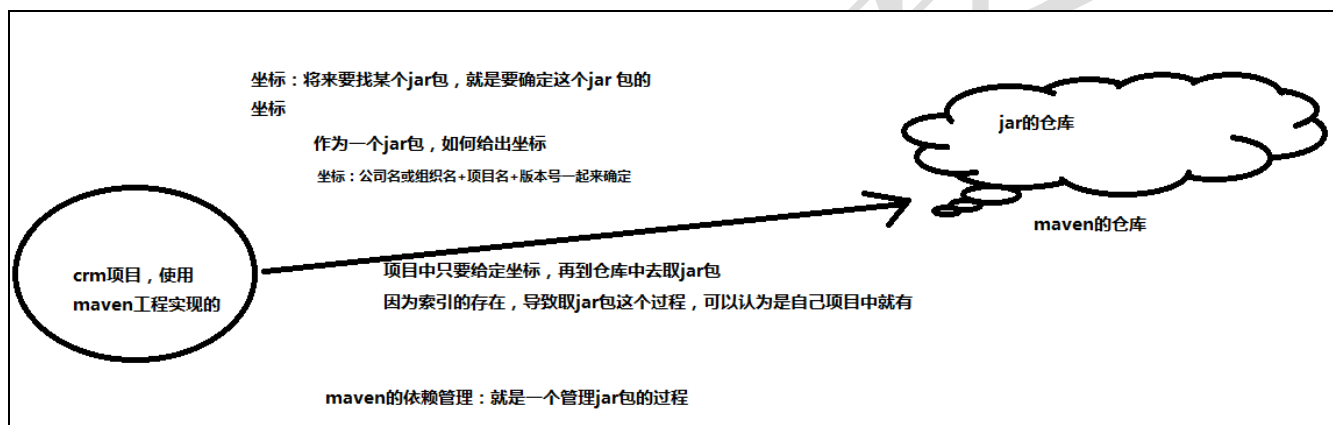 坐标：将来要找某个jar包，就是要确定这个jar 包的
坐标
作为一个jar包，如何给出坐标
坐标：公司名或组织名+项目名+版本号一起来确定
jar的仓库
maven的仓库
crm项目，使用
maven工程实现的
项目中只要给定坐标，再到仓库中去取jar包
因为索引的存在，导致取jar包这个过程，可以认为是自己项目中就有
maven的依赖管理：就是一个管理jar包的过程